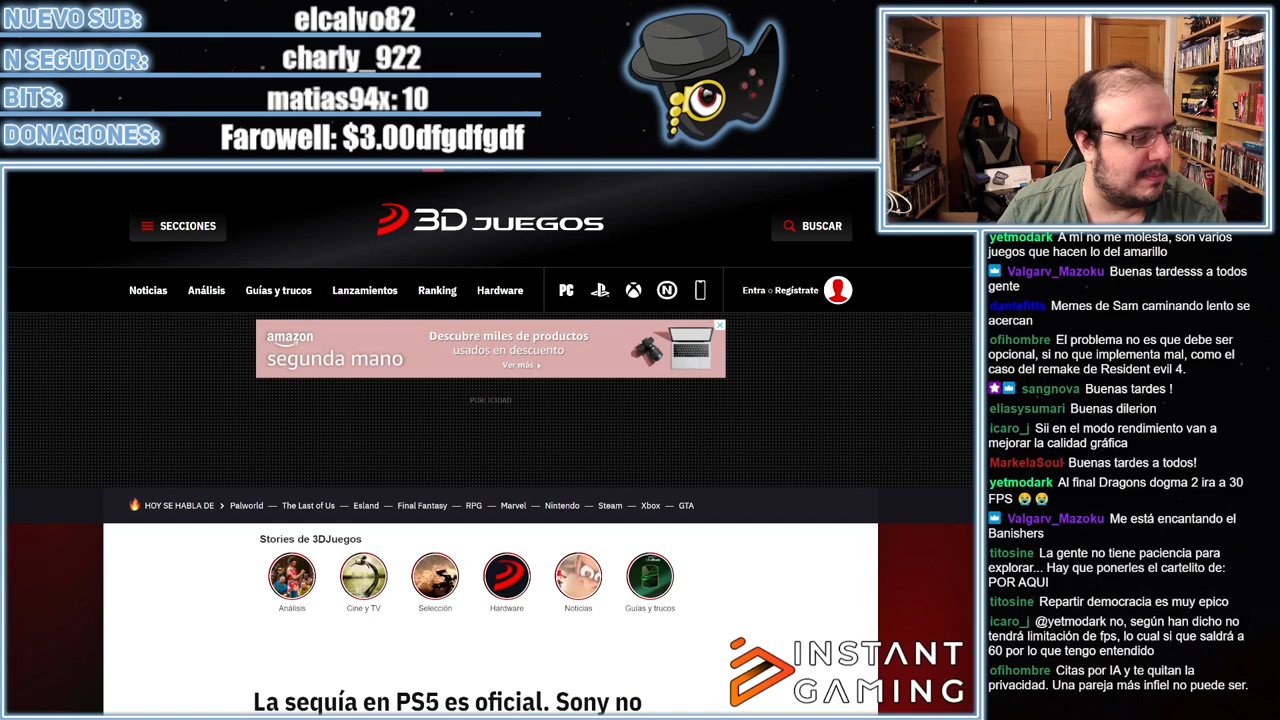 NUEVO SUB: elcalvo82
N SEGUIDOR: charly_922
BITS: matias94x: 10
DONACIONES: Farowell: $3.00dfgdfgdf
SECCIONES
3DJUEGOS
BUSCAR
Noticias Análisis Guías y trucos Lanzamientos Ranking Hardware PC N Entra o Regístrate
amazon
segunda mano
Descubre miles de productos
usados en descuento
Ver más
PUBLICIDAD
HOY SE HABLA DE Palworld — The Last of Us — Esland — Final Fantasy — RPG — Marvel — Nintendo — Steam — Xbox — GTA
Stories de 3DJuegos
Análisis Cine y TV Selección Hardware Noticias Guías y trucos
La sequía en PS5 es oficial. Sony no
INSTANT
GAMING
yetmodark A mi no me molesta, son varios
juegos que hacen lo del amarillo
Valgarv_Mazoku Buenas tardesss a todos
gente
dantefitts Memes de Sam caminando lento se
acercan
ofihombre El problema no es que debe ser
opcional, si no que implementa mal, como el
caso del remake de Resident evil 4.
sangnova Buenas tardes !
eliasysumari Buenas dilerion
icaro_j Sii en el modo rendimiento van a
mejorar la calidad gráfica
MarkelaSoul Buenas tardes a todos!
yetmodark Al final Dragons dogma 2 ira a 30
FPS 😭😭
Valgarv_Mazoku Me está encantando el
Banishers
titosine La gente no tiene paciencia para
explorar... Hay que ponerles el cartelito de:
POR AQUI
titosine Repartir democracia es muy epico
icaro_j @yetmodark no, según han dicho no
tendrá limitación de fps, lo cual si que saldrá a
60 por lo que tengo entendido
ofihombre Citas por IA y te quitan la
privacidad. Una pareja más infiel no puede ser.